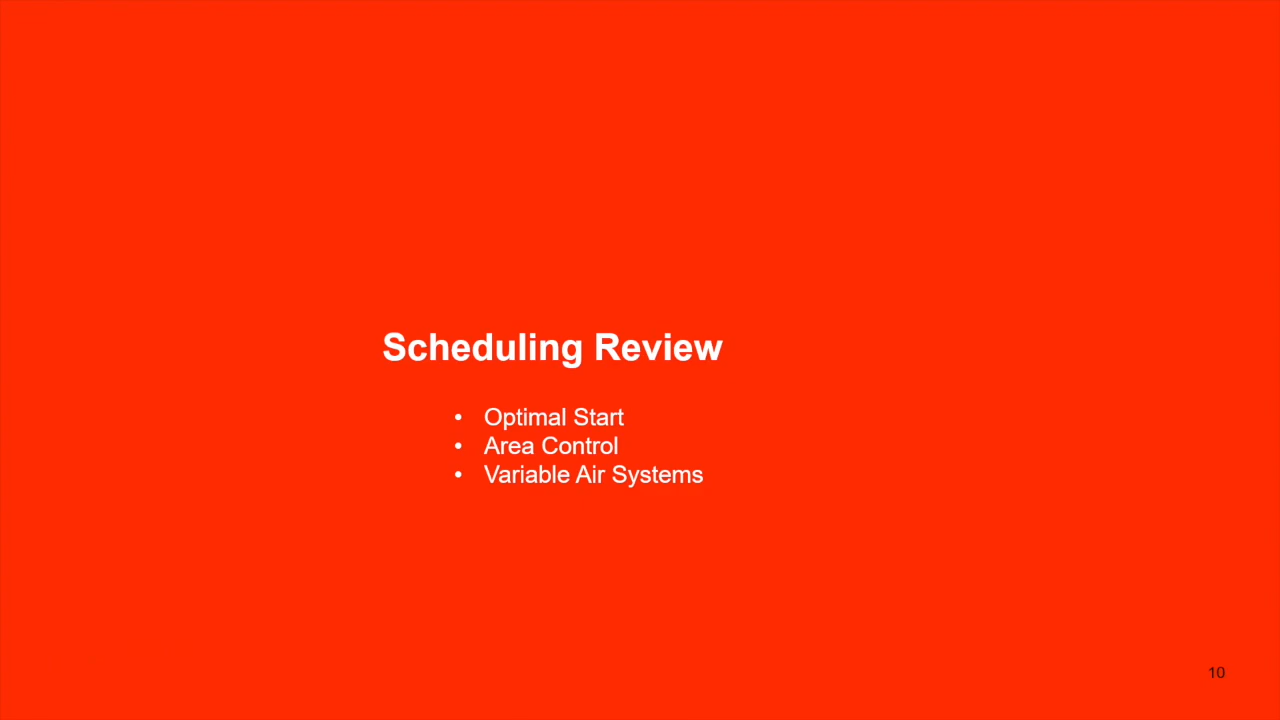 Scheduling Review
• Optimal Start
• Area Control
• Variable Air Systems
10